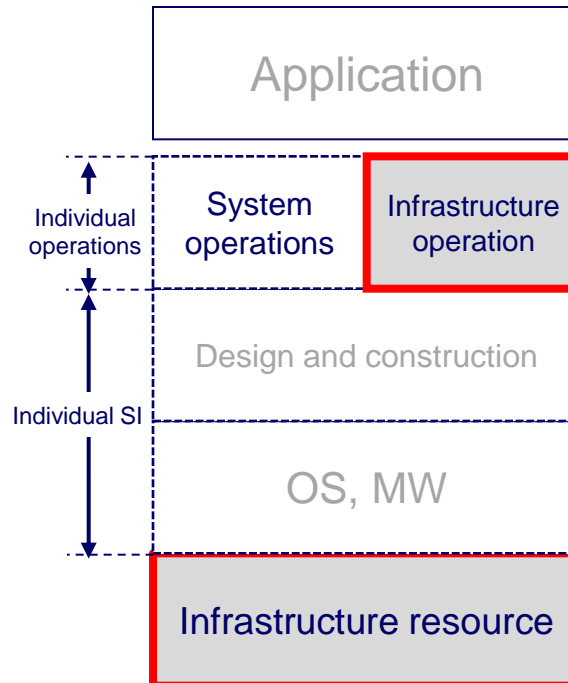 Application
Individual
operations
System
operations
Infrastructure
operation
Design and construction
Individual SI
OS, MW
Infrastructure resource